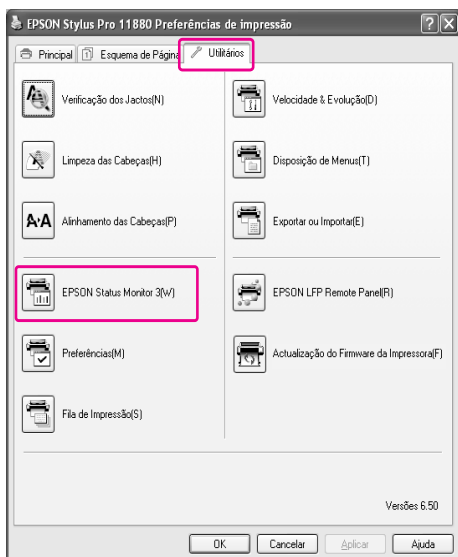 EPSON Stylus Pro 11880 Preferências de impressão
Principal Esquema de Página Utilitários
Verificação dos Jactos(N) Velocidade & Evolução(D)
Limpeza das Cabeças(H) Disposição de Menus(T)
Alinhamento das Cabeças(P) Exportar ou Importar(E)
EPSON Status Monitor 3(W) EPSON LFP Remote Panel(R)
Preferências(M) Actualização do Firmware da Impressora(F)
Fila de Impressão(S)
Versões 6.50
OK Cancelar Aplicar Ajuda